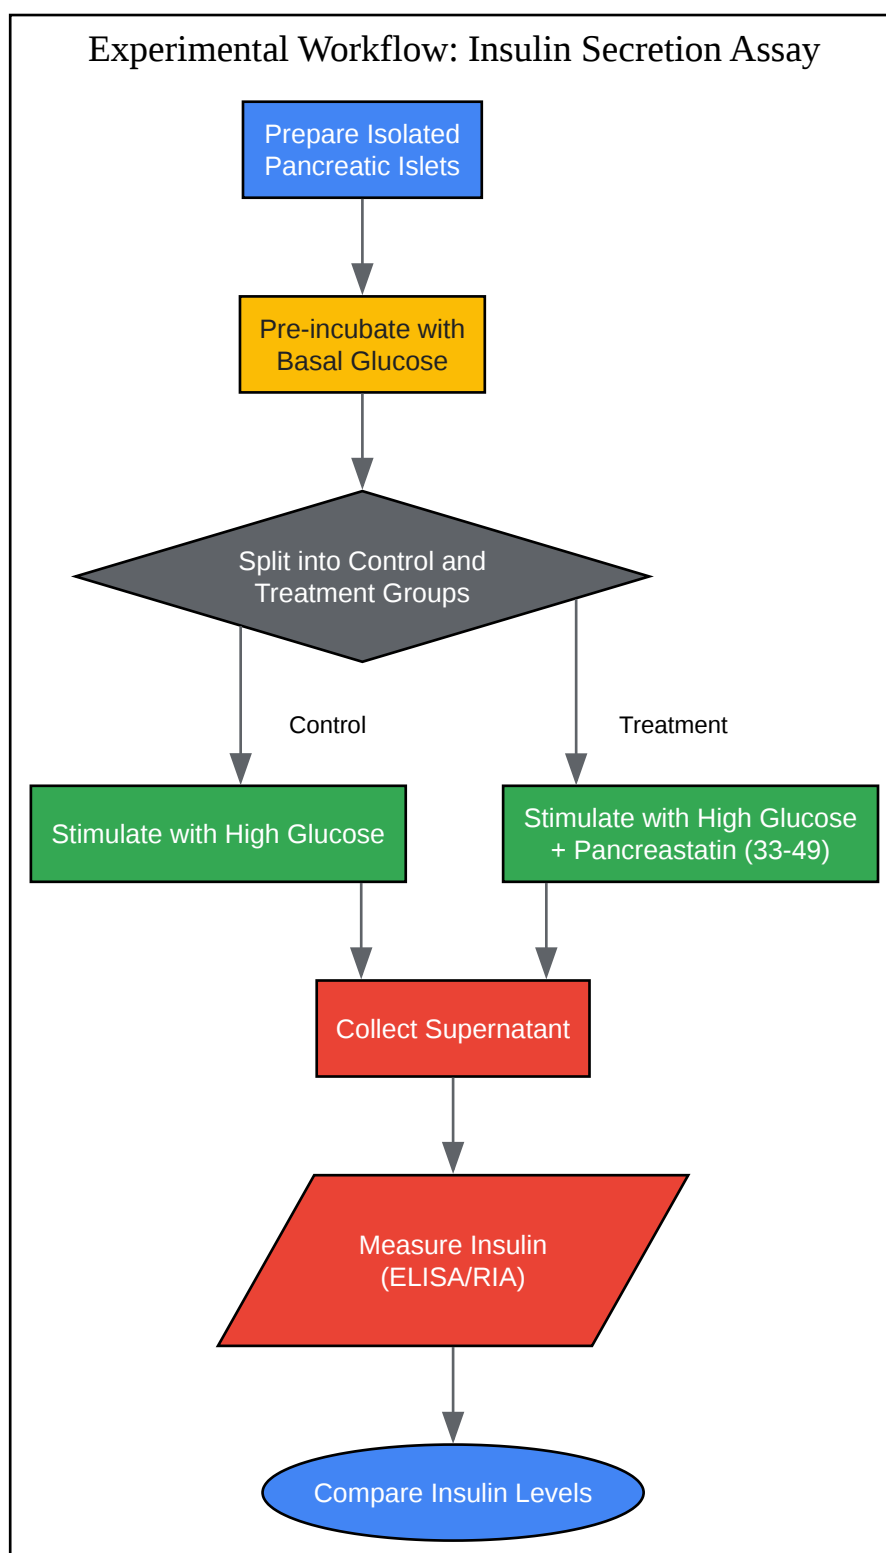 Experimental Workflow: Insulin Secretion Assay
Prepare Isolated
Pancreatic Islets
Pre-incubate with
Basal Glucose
Split into Control and
Treatment Groups
Control
Treatment
Stimulate with High Glucose
Stimulate with High Glucose
+ Pancreastatin (33-49)
Collect Supernatant
Measure Insulin
(ELISA/RIA)
Compare Insulin Levels